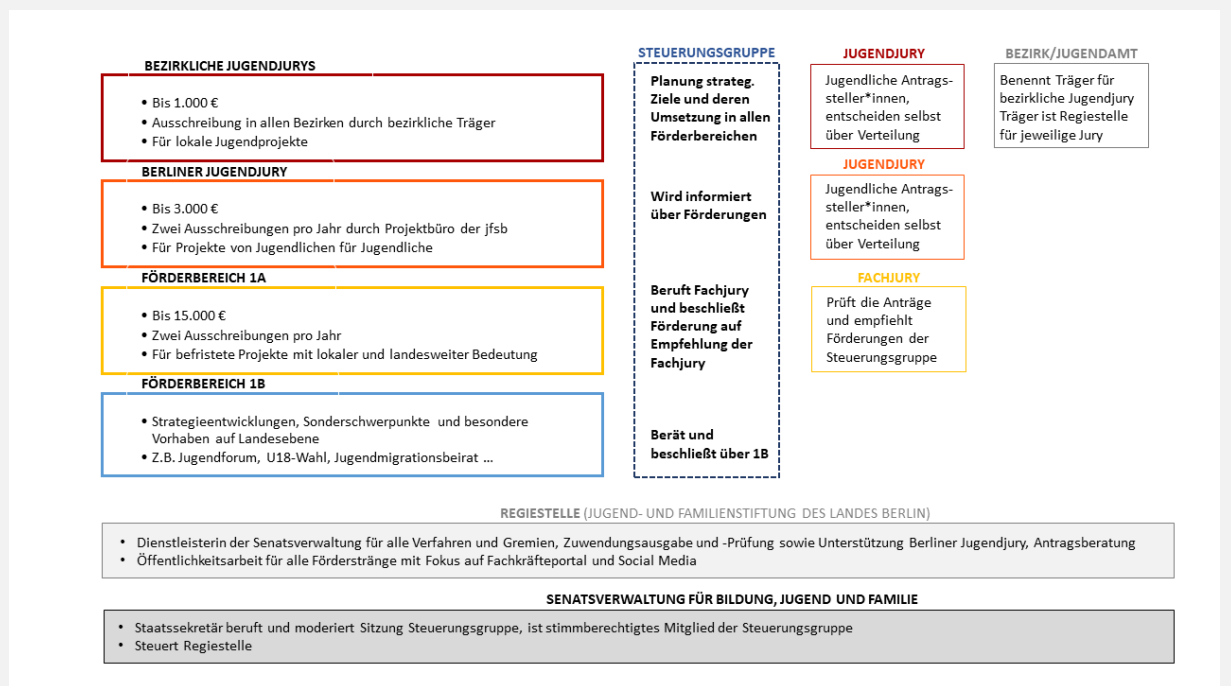 BEZIRKLICHE JUGENDJURYS
• Bis 1.000 €
• Ausschreibung in allen Bezirken durch bezirkliche Träger
• Für lokale Jugendprojekte
BERLINER JUGENDJURY
• Bis 3.000 €
• Zwei Ausschreibungen pro Jahr durch Projektbüro der jfsb
• Für Projekte von Jugendlichen für Jugendliche
FÖRDERBEREICH 1A
• Bis 15.000 €
• Zwei Ausschreibungen pro Jahr
• Für befristete Projekte mit lokaler und landesweiter Bedeutung
FÖRDERBEREICH 1B
• Strategieentwicklungen, Sonderschwerpunkte und besondere
Vorhaben auf Landesebene
• Z.B. Jugendforum, U18-Wahl, Jugendmigrationsbeirat ...
STEUERUNGSGRUPPE
Planung strateg.
Ziele und deren
Umsetzung in allen
Förderbereichen
Wird informiert
über Förderungen
Beruft Fachjury
und beschließt
Förderung auf
Empfehlung der
Fachjury
Berät und
beschließt über 1B
JUGENDJURY
Jugendliche Antrags-
steller*innen,
entscheiden selbst
über Verteilung
JUGENDJURY
Jugendliche Antrags-
steller*innen,
entscheiden selbst
über Verteilung
FACHJURY
Prüft die Anträge
und empfiehlt
Förderungen der
Steuerungsgruppe
BEZIRK/JUGENDAMT
Benennt Träger für
bezirkliche Jugendjury
Träger ist Regiestelle
für jeweilige Jury
REGIESTELLE (JUGEND- UND FAMILIENSTIFTUNG DES LANDES BERLIN)
• Dienstleisterin der Senatsverwaltung für alle Verfahren und Gremien, Zuwendungsausgabe und -Prüfung sowie Unterstützung Berliner Jugendjury, Antragsberatung
• Öffentlichkeitsarbeit für alle Förderstränge mit Fokus auf Fachkräfteportal und Social Media
SENATSVERWALTUNG FÜR BILDUNG, JUGEND UND FAMILIE
• Staatssekretär beruft und moderiert Sitzung Steuerungsgruppe, ist stimmberechtigtes Mitglied der Steuerungsgruppe
• Steuert Regiestelle